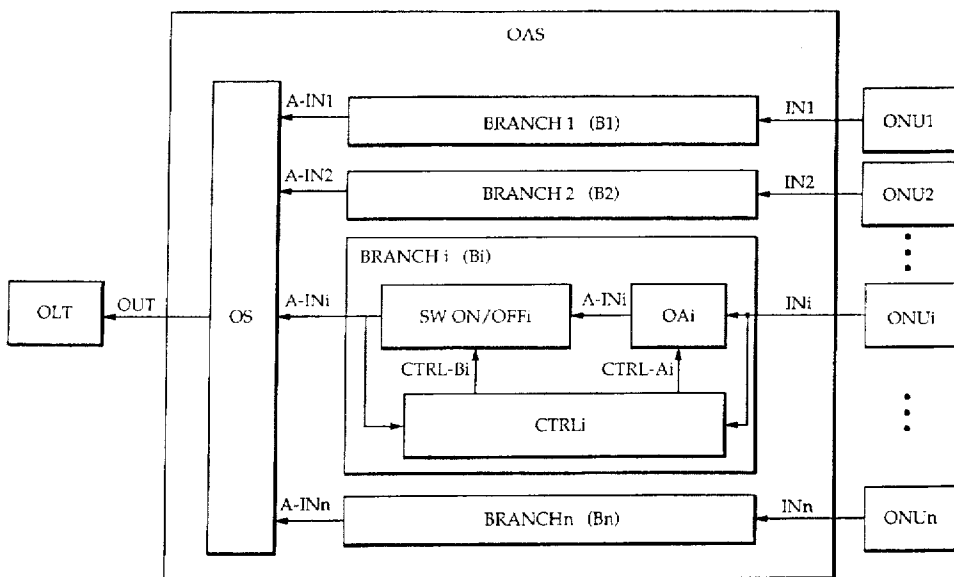 OAS
A-IN1
BRANCH 1 (B1)
IN1
ONU1
A-IN2
BRANCH 2 (B2)
IN2
ONU2
BRANCH i (Bi)
OLT
OUT
OS
A-INi
SW ON/OFFi
A-INi
OAi
INi
ONUi
CTRL-Bi
CTRL-Ai
CTRLi
A-INn
BRANCHn (Bn)
INn
ONUn